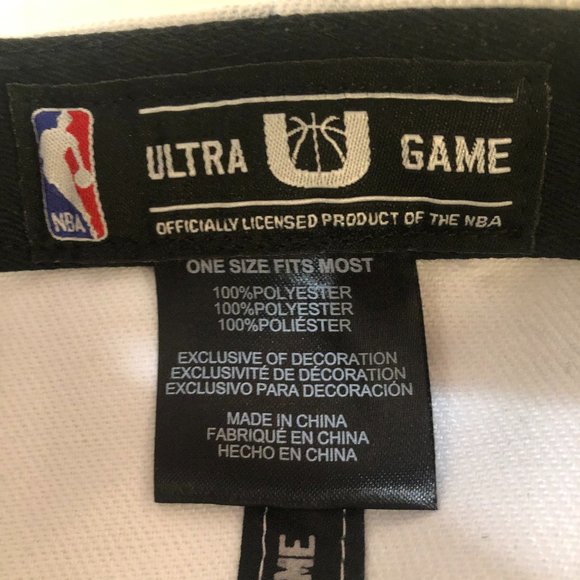 NBA
ULTRA U GAME
OFFICIALLY LICENSED PRODUCT OF THE NBA
ONE SIZE FITS MOST
100%POLYESTER
100%POLYESTER
100%POLIÉSTER
EXCLUSIVE OF DECORATION
EXCLUSIVITÉ DE DÉCORATION
EXCLUSIVO PARA DECORACIÓN
MADE IN CHINA
FABRIQUÉ EN CHINA
HECHO EN CHINA
ME